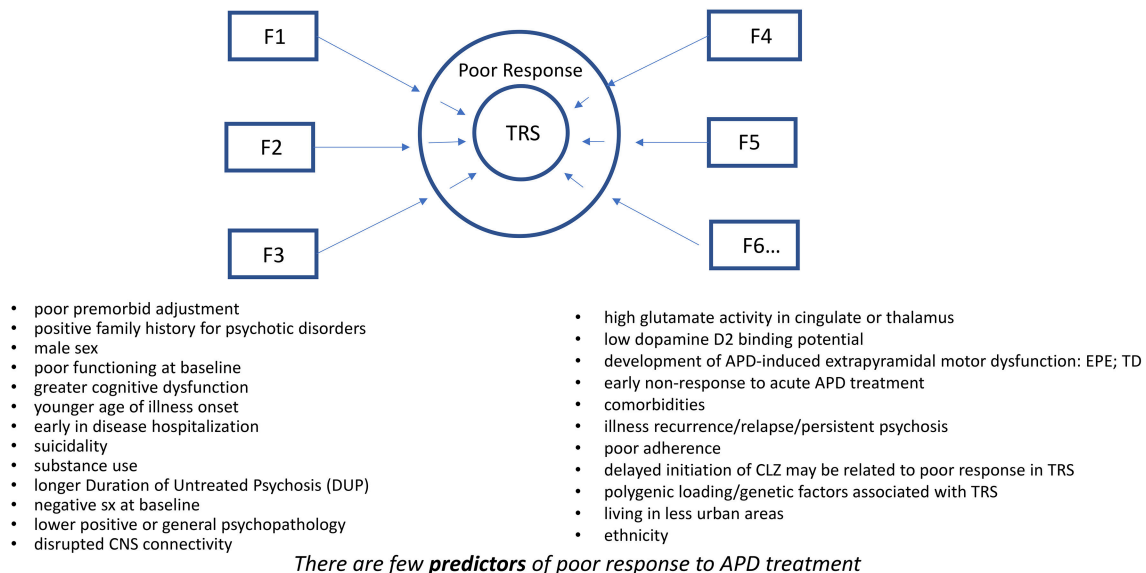 F1
F4
Poor Response
TRS
F2
F5
F3
F6...
• poor premorbid adjustment
• positive family history for psychotic disorders
• male sex
• poor functioning at baseline
• greater cognitive dysfunction
• younger age of illness onset
• early in disease hospitalization
• suicidality
• substance use
• longer Duration of Untreated Psychosis (DUP)
• negative sx at baseline
• lower positive or general psychopathology
• disrupted CNS connectivity
• high glutamate activity in cingulate or thalamus
• low dopamine D2 binding potential
• development of APD-induced extrapyramidal motor dysfunction: EPE; TD
• early non-response to acute APD treatment
• comorbidities
• illness recurrence/relapse/persistent psychosis
• poor adherence
• delayed initiation of CLZ may be related to poor response in TRS
• polygenic loading/genetic factors associated with TRS
• living in less urban areas
• ethnicity
There are few predictors of poor response to APD treatment